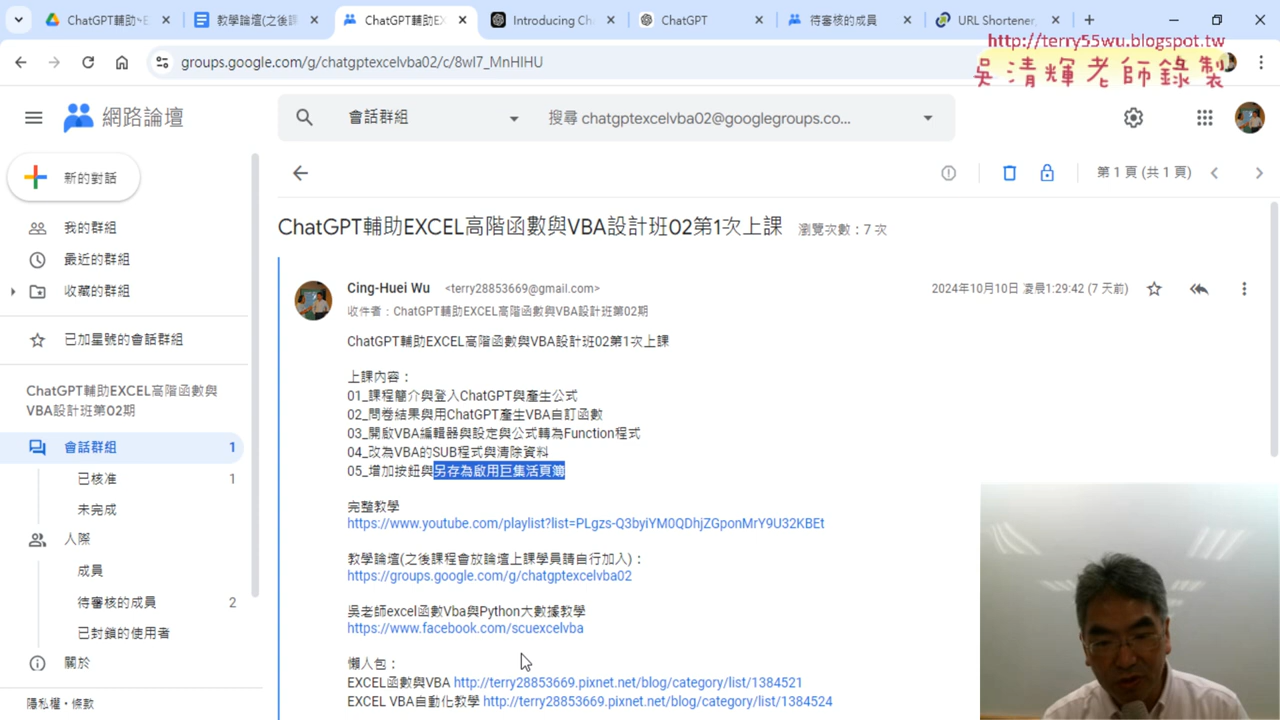 ChatGPT輔助~E
教學論壇(之後
ChatGPT輔助E
Introducing Ch
ChatGPT
待審核的成員
URL Shortener,
http://terry55wu.blogspot.tw
吳清輝老師錄製
groups.google.com/g/chatgptexcelvba02/c/8wI7_MnHlHU
網路論壇
會話群組
搜尋 chatgptexcelvba02@googlegroups.co...
新的對話
第 1 頁 (共 1 頁)
我的群組
最近的群組
收藏的群組
已加星號的會話群組
ChatGPT輔助EXCEL高階函數與
VBA設計班第02期
會話群組 1
已核准 1
未完成
人際
成員
待審核的成員 2
已封鎖的使用者
關於
隱私權 • 條款
ChatGPT輔助EXCEL高階函數與VBA設計班02第1次上課 瀏覽次數：7 次
Cing-Huei Wu <terry28853669@gmail.com> 2024年10月10日 凌晨1:29:42 (7 天前)
收件者：ChatGPT輔助EXCEL高階函數與VBA設計班第02期
ChatGPT輔助EXCEL高階函數與VBA設計班02第1次上課
上課內容：
01_課程簡介與登入ChatGPT與產生公式
02_問卷結果與用ChatGPT產生VBA自訂函數
03_開啟VBA編輯器與設定與公式轉為Function程式
04_改為VBA的SUB程式與清除資料
05_增加按鈕與另存為啟用巨集活頁簿
完整教學
https://www.youtube.com/playlist?list=PLgzs-Q3byiYM0QDhjZGponMrY9U32KBEt
教學論壇(之後課程會放論壇上課學員請自行加入)：
https://groups.google.com/g/chatgptexcelvba02
吳老師excel函數Vba與Python大數據教學
https://www.facebook.com/scuexcelvba
懶人包：
EXCEL函數與VBA http://terry28853669.pixnet.net/blog/category/list/1384521
EXCEL VBA自動化教學 http://terry28853669.pixnet.net/blog/category/list/1384524